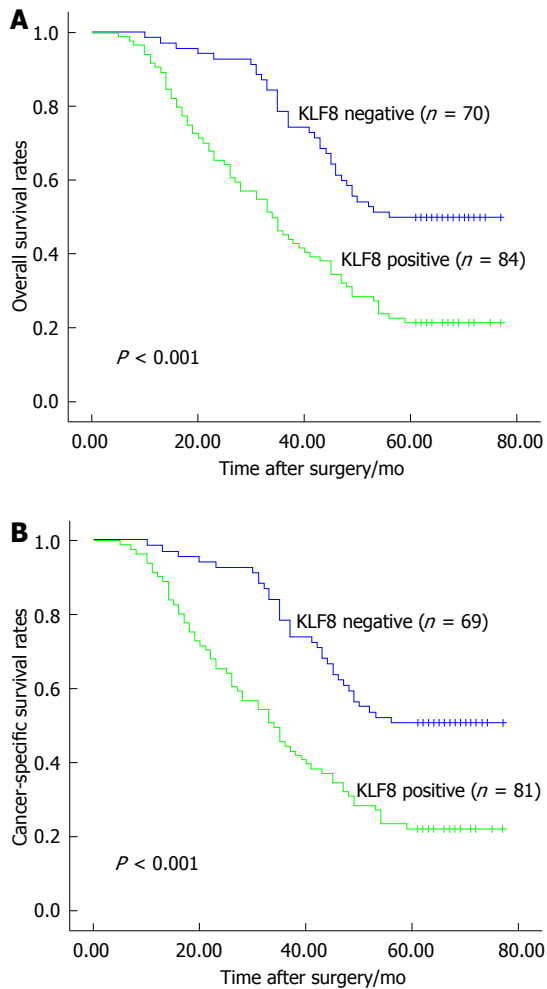 A
1.0
0.8
0.6
0.4
0.2
0.0
Overall survival rates
KLF8 negative (n = 70)
KLF8 positive (n = 84)
P < 0.001
0.00 20.00 40.00 60.00 80.00
Time after surgery/mo
B
1.0
0.8
0.6
0.4
0.2
0.0
Cancer-specific survival rates
KLF8 negative (n = 69)
KLF8 positive (n = 81)
P < 0.001
0.00 20.00 40.00 60.00 80.00
Time after surgery/mo